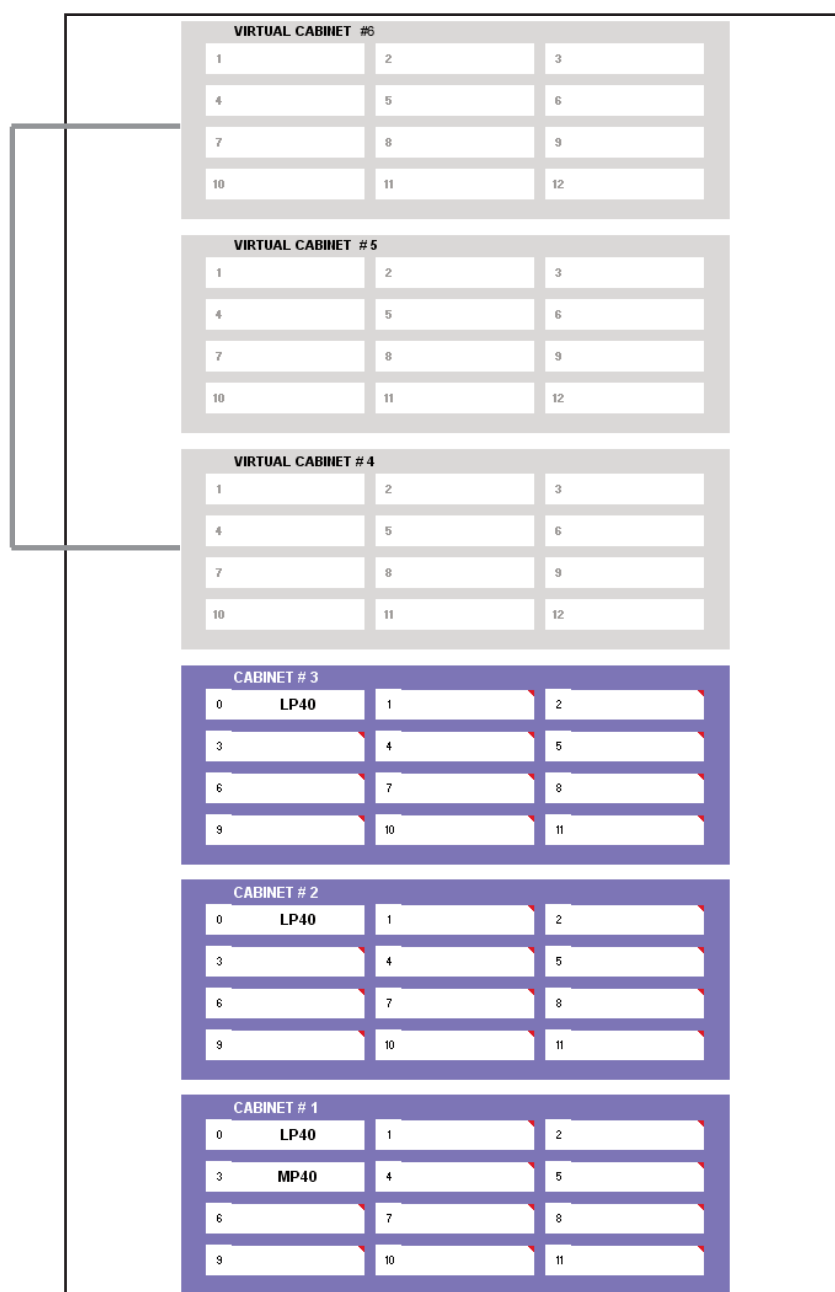 VIRTUAL CABINET #6
1 2 3
4 5 6
7 8 9
10 11 12
VIRTUAL CABINET # 5
1 2 3
4 5 6
7 8 9
10 11 12
VIRTUAL CABINET # 4
1 2 3
4 5 6
7 8 9
10 11 12
CABINET # 3
0 LP40 1 2
3 4 5
6 7 8
9 10 11
CABINET # 2
0 LP40 1 2
3 4 5
6 7 8
9 10 11
CABINET # 1
0 LP40 1 2
3 MP40 4 5
6 7 8
9 10 11